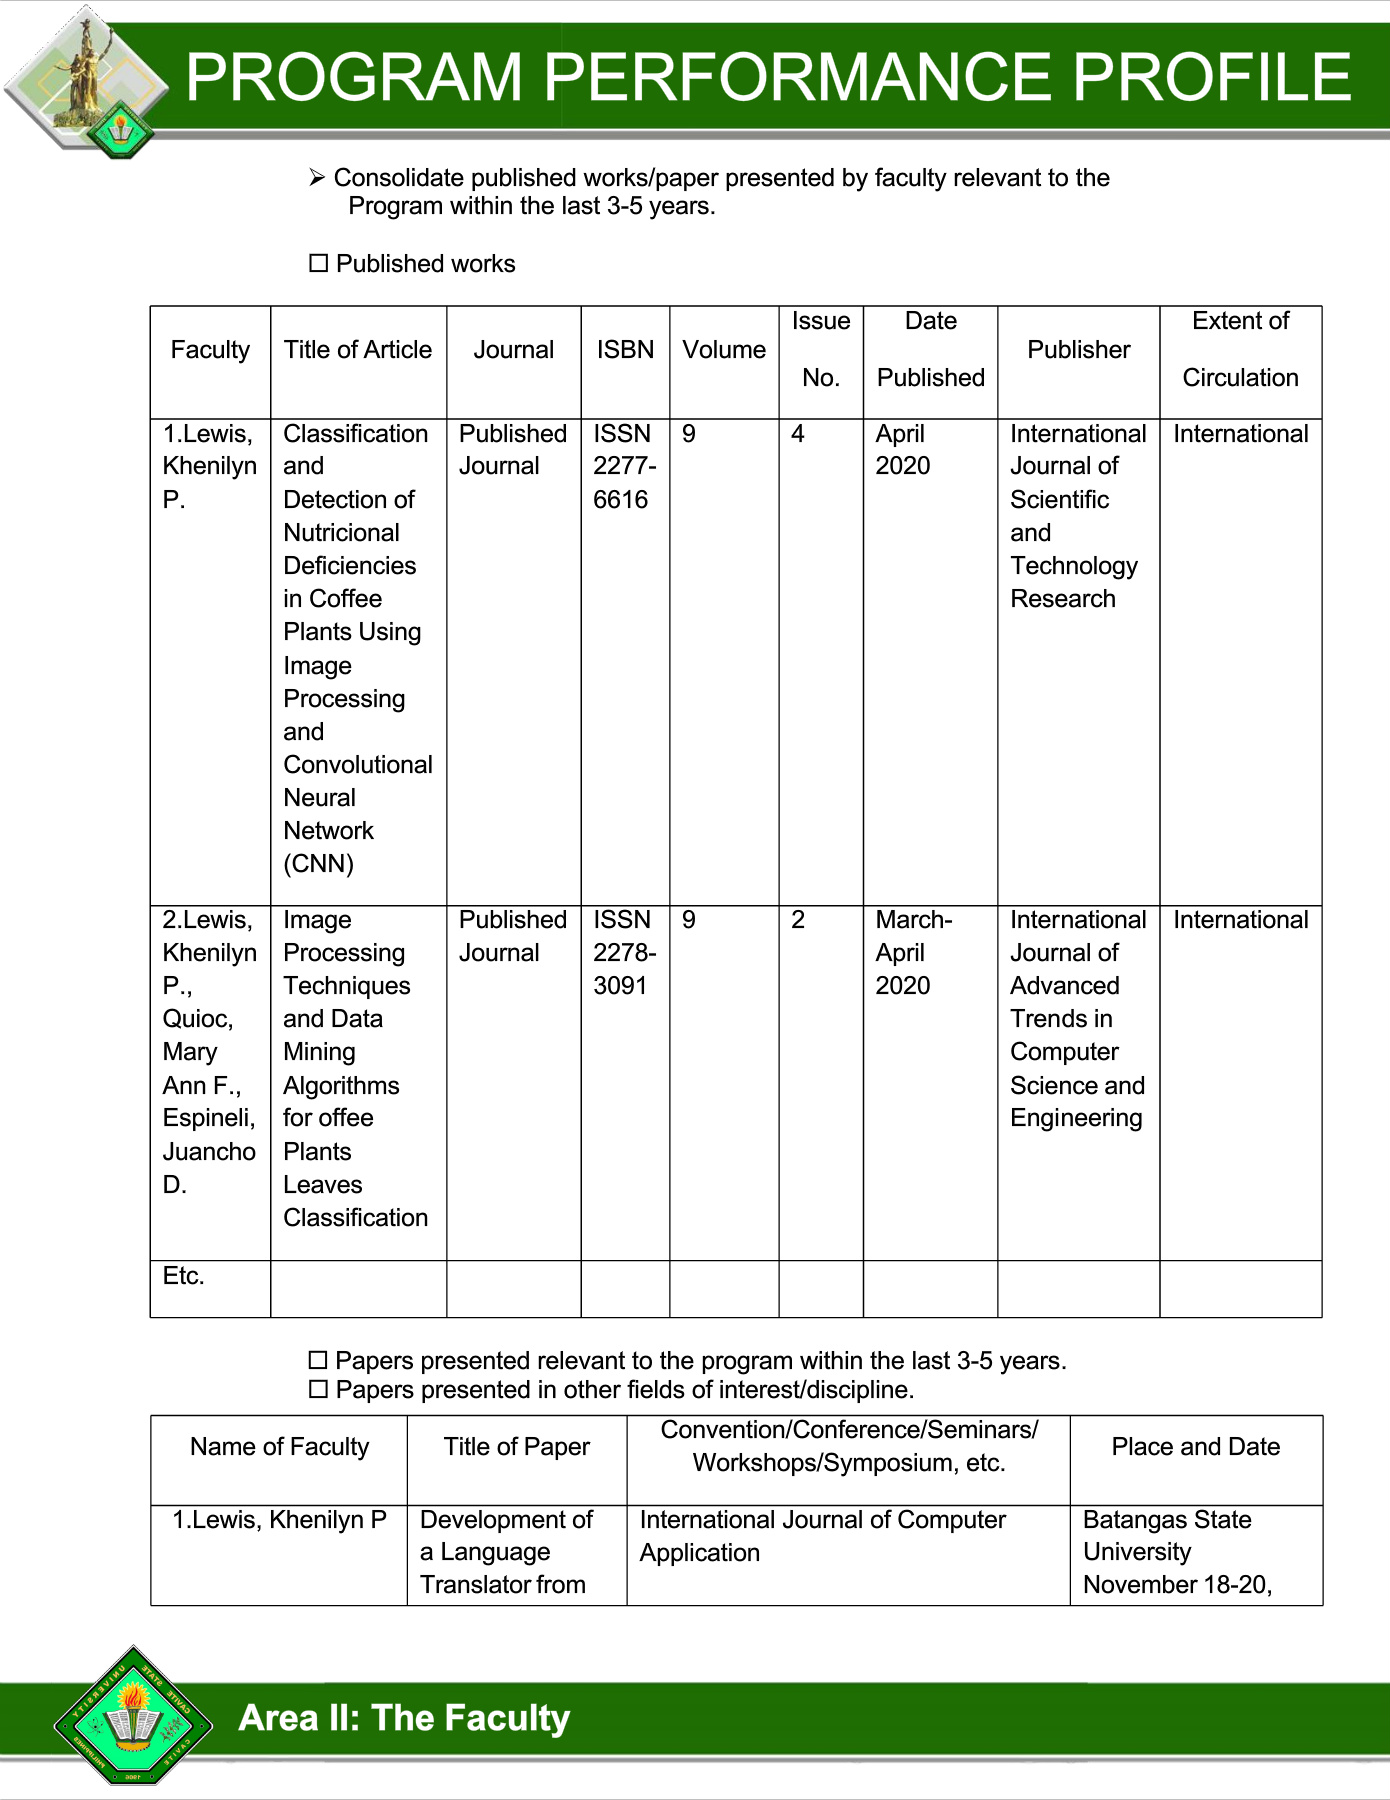 PROGRAM PERFORMANCE PROFILE
➢ Consolidate published works/paper presented by faculty relevant to the
Program within the last 3-5 years.
☐ Published works
Faculty Title of Article Journal ISBN Volume Issue No. Date Published Publisher Extent of Circulation
1.Lewis,
Khenilyn
P.
Classification
and
Detection of
Nutricional
Deficiencies
in Coffee
Plants Using
Image
Processing
and
Convolutional
Neural
Network
(CNN)
Published
Journal
ISSN
2277-
6616
9
4
April
2020
International
Journal of
Scientific
and
Technology
Research
International
2.Lewis,
Khenilyn
P.,
Quioc,
Mary
Ann F.,
Espineli,
Juancho
D.
Image
Processing
Techniques
and Data
Mining
Algorithms
for offee
Plants
Leaves
Classification
Published
Journal
ISSN
2278-
3091
9
2
March-
April
2020
International
Journal of
Advanced
Trends in
Computer
Science and
Engineering
International
Etc.
☐ Papers presented relevant to the program within the last 3-5 years.
☐ Papers presented in other fields of interest/discipline.
Name of Faculty
Title of Paper
Convention/Conference/Seminars/
Workshops/Symposium, etc.
Place and Date
1.Lewis, Khenilyn P
Development of
a Language
Translator from
International Journal of Computer
Application
Batangas State
University
November 18-20,
CAVITE STATE UNIVERSITY
CAVITE
PHILIPPINES
1906
Area II: The Faculty